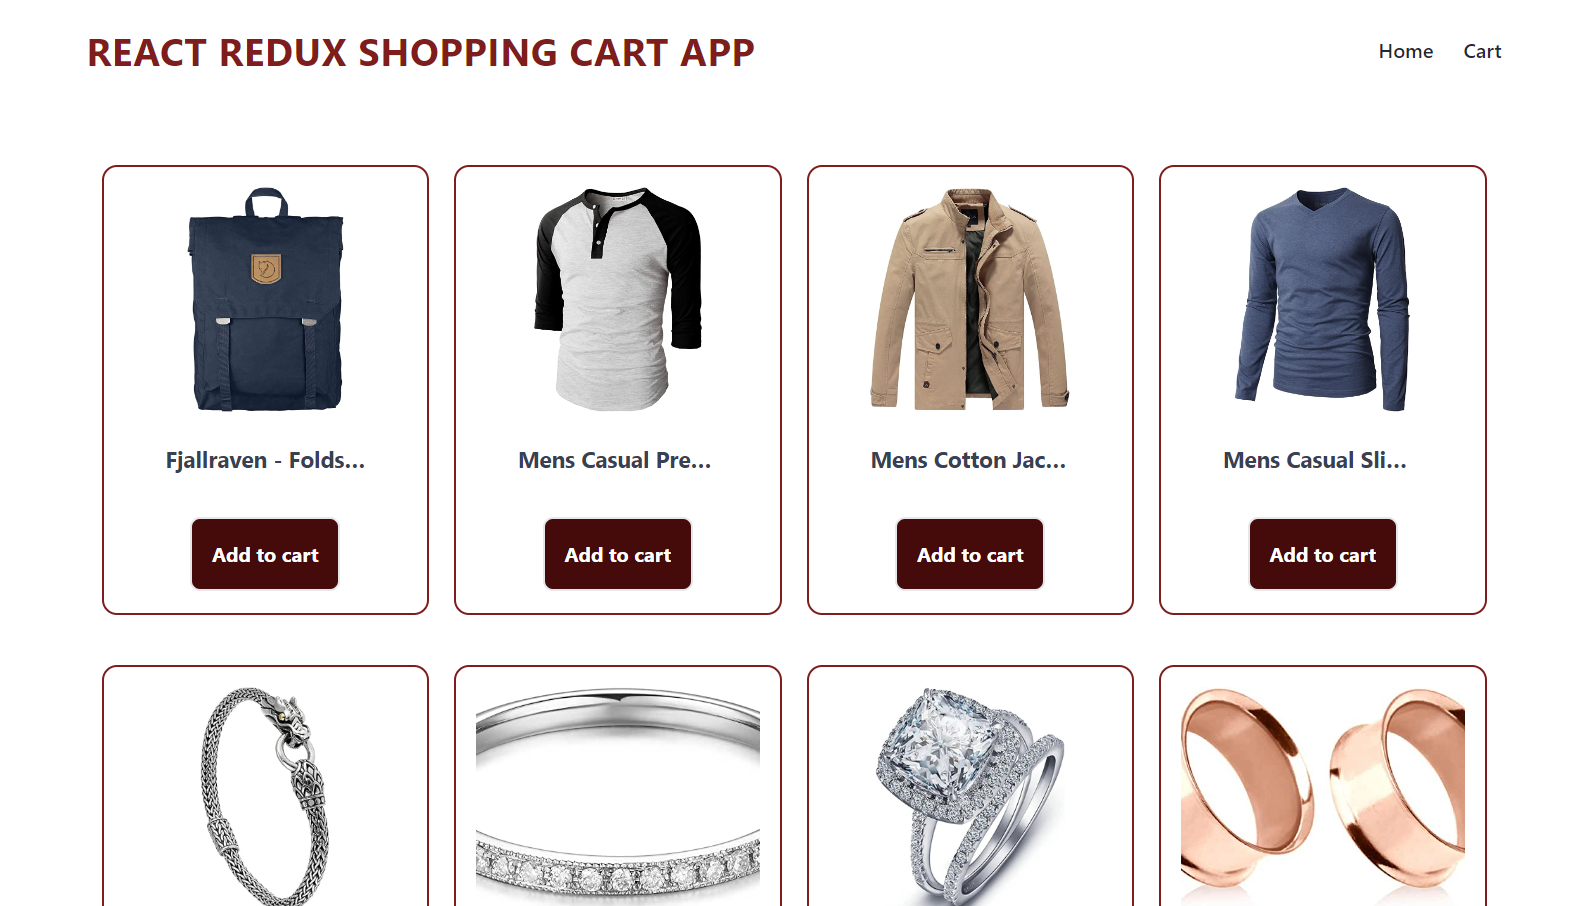 REACT REDUX SHOPPING CART APP
Home Cart
Fjallraven - Folds...
Mens Casual Pre...
Mens Cotton Jac...
Mens Casual Sli...
Add to cart
Add to cart
Add to cart
Add to cart